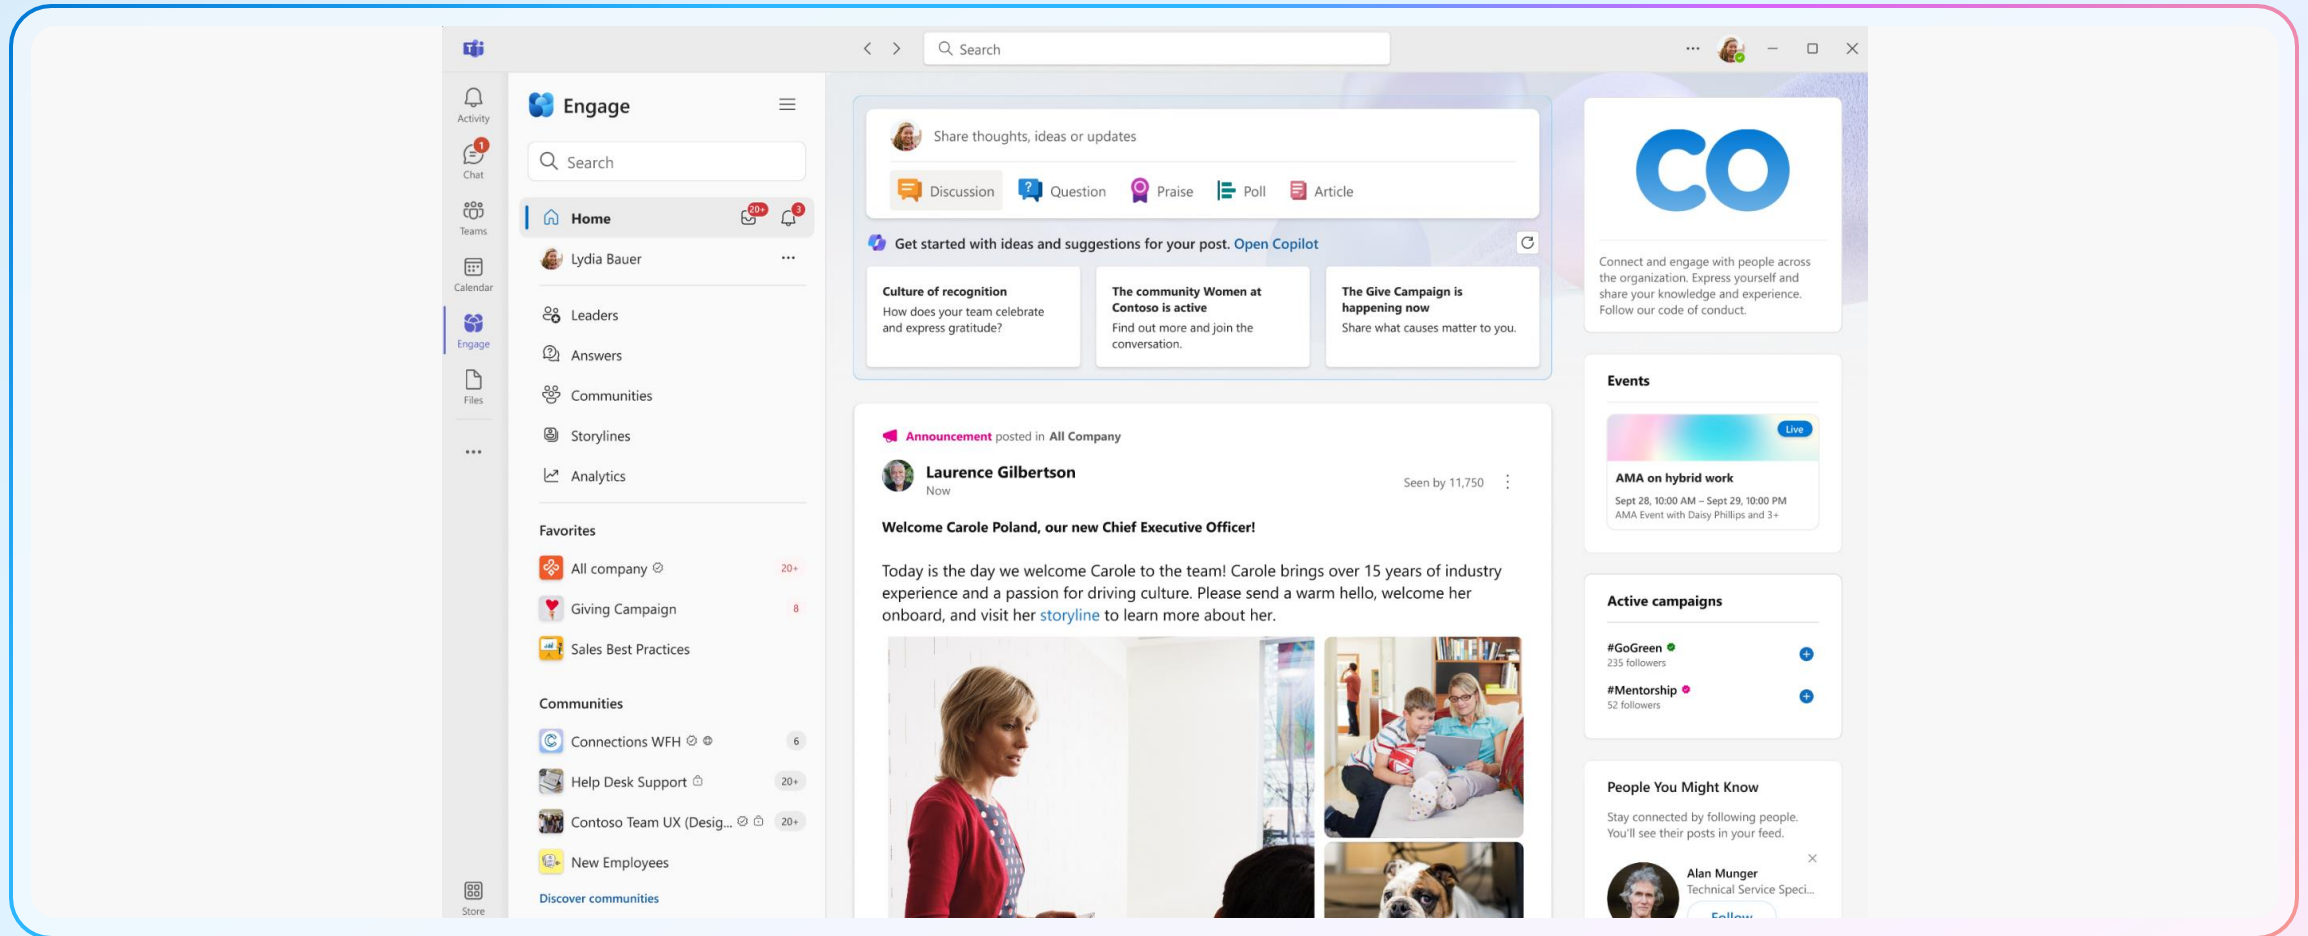 Search
Activity
1
Chat
Teams
Calendar
Engage
Files
Store
Engage
Search
Home
20+
3
Lydia Bauer
Leaders
Answers
Communities
Storylines
Analytics
Favorites
All company
20+
Giving Campaign
8
Sales Best Practices
Communities
Connections WFH
6
Help Desk Support
20+
Contoso Team UX (Desig...
20+
New Employees
Discover communities
Share thoughts, ideas or updates
Discussion
Question
Praise
Poll
Article
Get started with ideas and suggestions for your post. Open Copilot
Culture of recognition
How does your team celebrate
and express gratitude?
The community Women at
Contoso is active
Find out more and join the
conversation.
The Give Campaign is
happening now
Share what causes matter to you.
Announcement posted in All Company
Laurence Gilbertson
Now
Seen by 11,750
Welcome Carole Poland, our new Chief Executive Officer!
Today is the day we welcome Carole to the team! Carole brings over 15 years of industry
experience and a passion for driving culture. Please send a warm hello, welcome her
onboard, and visit her storyline to learn more about her.
CO
Connect and engage with people across
the organization. Express yourself and
share your knowledge and experience.
Follow our code of conduct.
Events
Live
AMA on hybrid work
Sept 28, 10:00 AM – Sept 29, 10:00 PM
AMA Event with Daisy Phillips and 3+
Active campaigns
#GoGreen
235 followers
#Mentorship
52 followers
People You Might Know
Stay connected by following people.
You'll see their posts in your feed.
Alan Munger
Technical Service Speci...
Follow